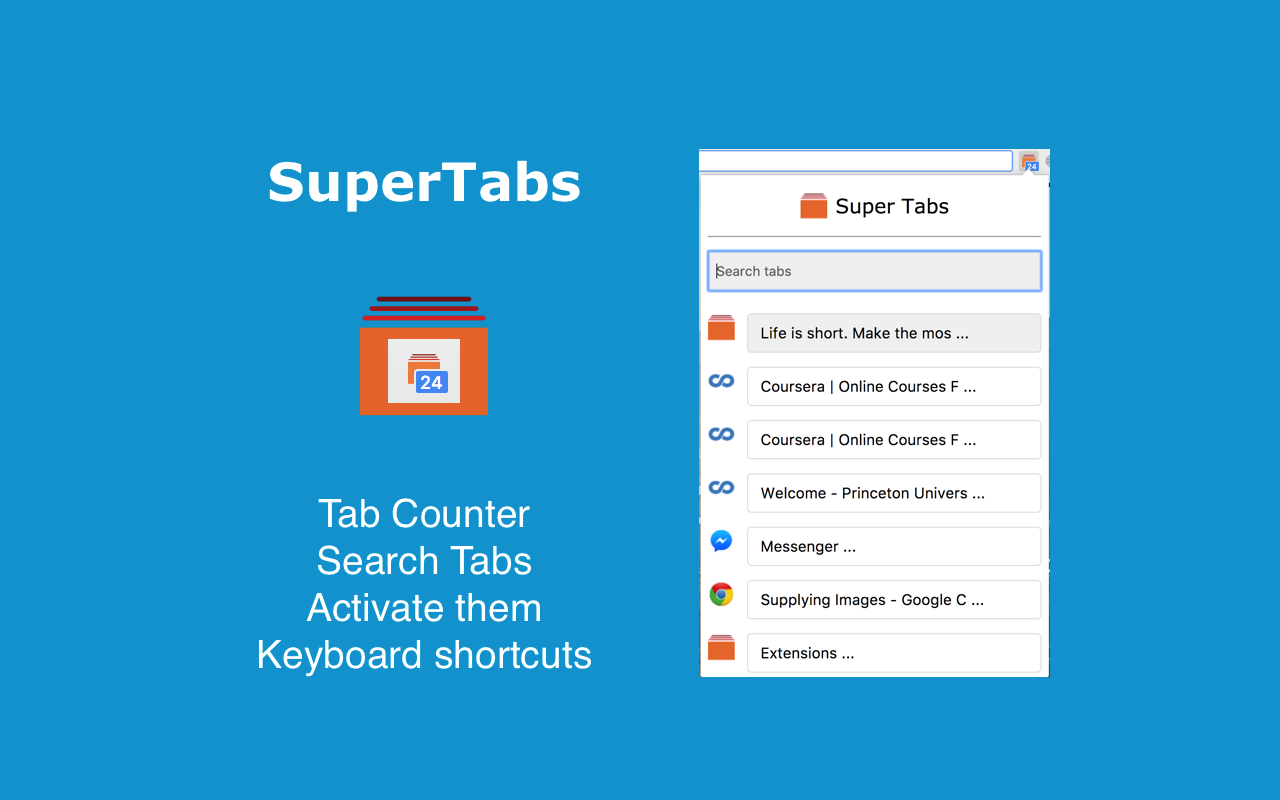 SuperTabs
24
Tab Counter
Search Tabs
Activate them
Keyboard shortcuts
24
Super Tabs
Search tabs
Life is short. Make the mos ...
Coursera | Online Courses F ...
Coursera | Online Courses F ...
Welcome - Princeton Univers ...
Messenger ...
Supplying Images - Google C ...
Extensions ...